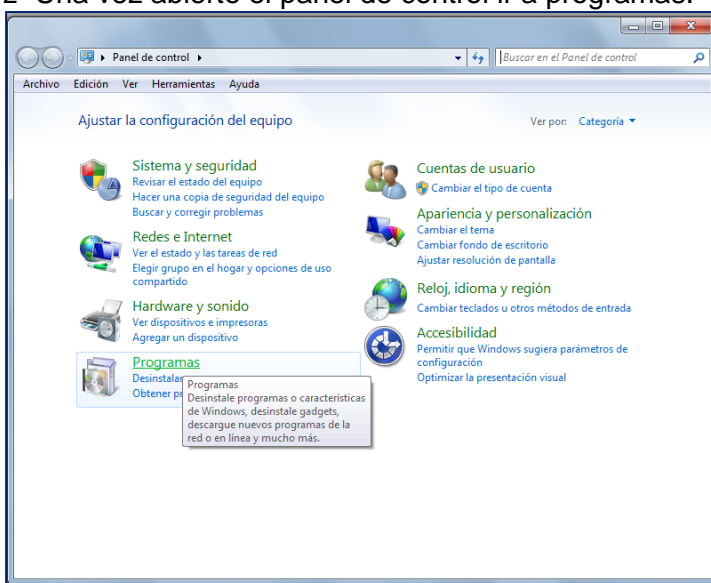 2 Una vez abierto el panel de control ir a programas.
Panel de control
Buscar en el Panel de control
Archivo Edición Ver Herramientas Ayuda
Ajustar la configuración del equipo
Ver por: Categoría
Sistema y seguridad
Revisar el estado del equipo
Hacer una copia de seguridad del equipo
Buscar y corregir problemas
Redes e Internet
Ver el estado y las tareas de red
Elegir grupo en el hogar y opciones de uso
compartido
Hardware y sonido
Ver dispositivos e impresoras
Agregar un dispositivo
Programas
Desinstalar
Obtener pr
Programas
Desinstale programas o características
de Windows, desinstale gadgets,
descargue nuevos programas de la
red o en línea y mucho más.
Cuentas de usuario
Cambiar el tipo de cuenta
Apariencia y personalización
Cambiar el tema
Cambiar fondo de escritorio
Ajustar resolución de pantalla
Reloj, idioma y región
Cambiar teclados u otros métodos de entrada
Accesibilidad
Permitir que Windows sugiera parámetros de
configuración
Optimizar la presentación visual